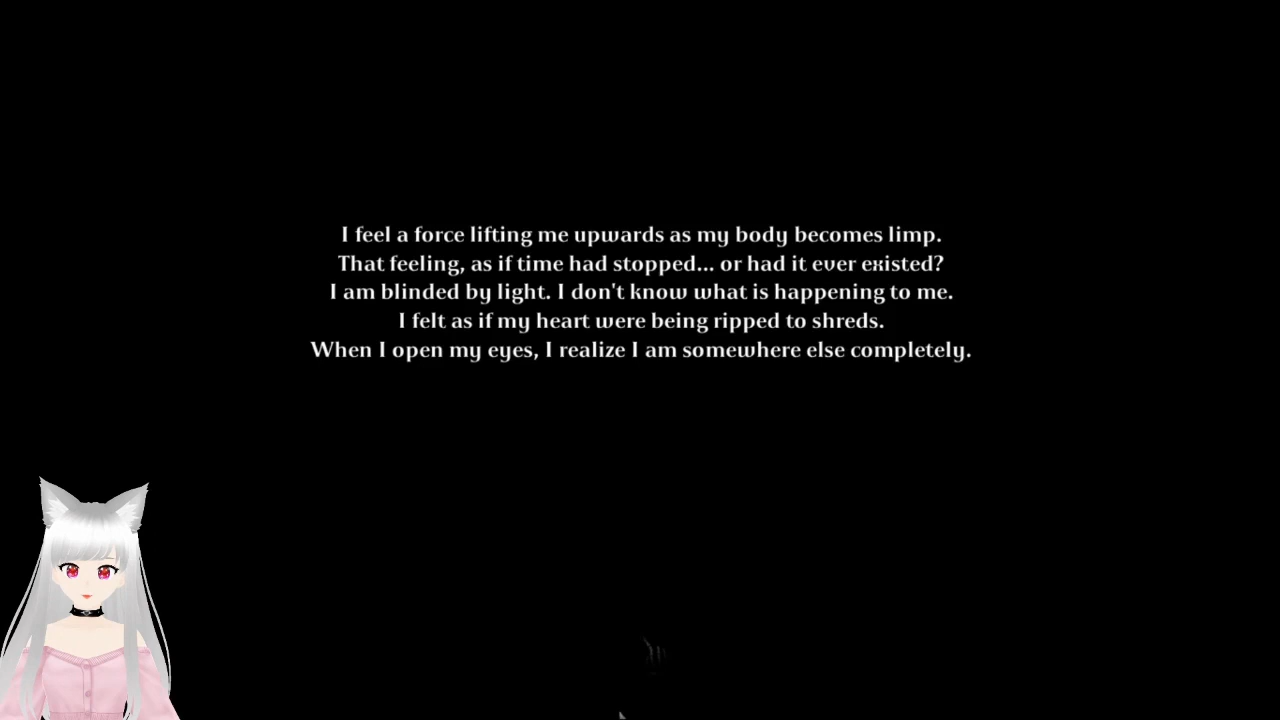 I feel a force lifting me upwards as my body becomes limp.
That feeling, as if time had stopped... or had it ever existed?
I am blinded by light. I don't know what is happening to me.
I felt as if my heart were being ripped to shreds.
When I open my eyes, I realize I am somewhere else completely.